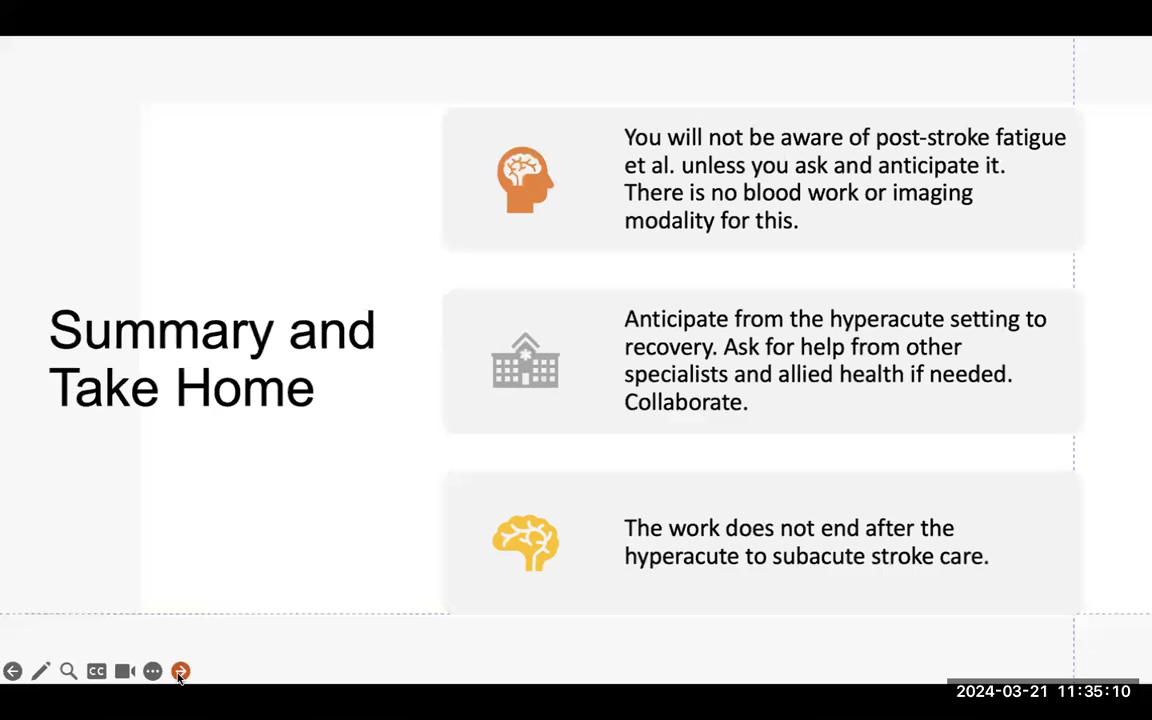 Summary and
Take Home
You will not be aware of post-stroke fatigue
et al. unless you ask and anticipate it.
There is no blood work or imaging
modality for this.
Anticipate from the hyperacute setting to
recovery. Ask for help from other
specialists and allied health if needed.
Collaborate.
The work does not end after the
hyperacute to subacute stroke care.
CC
2024-03-21 11:35:10